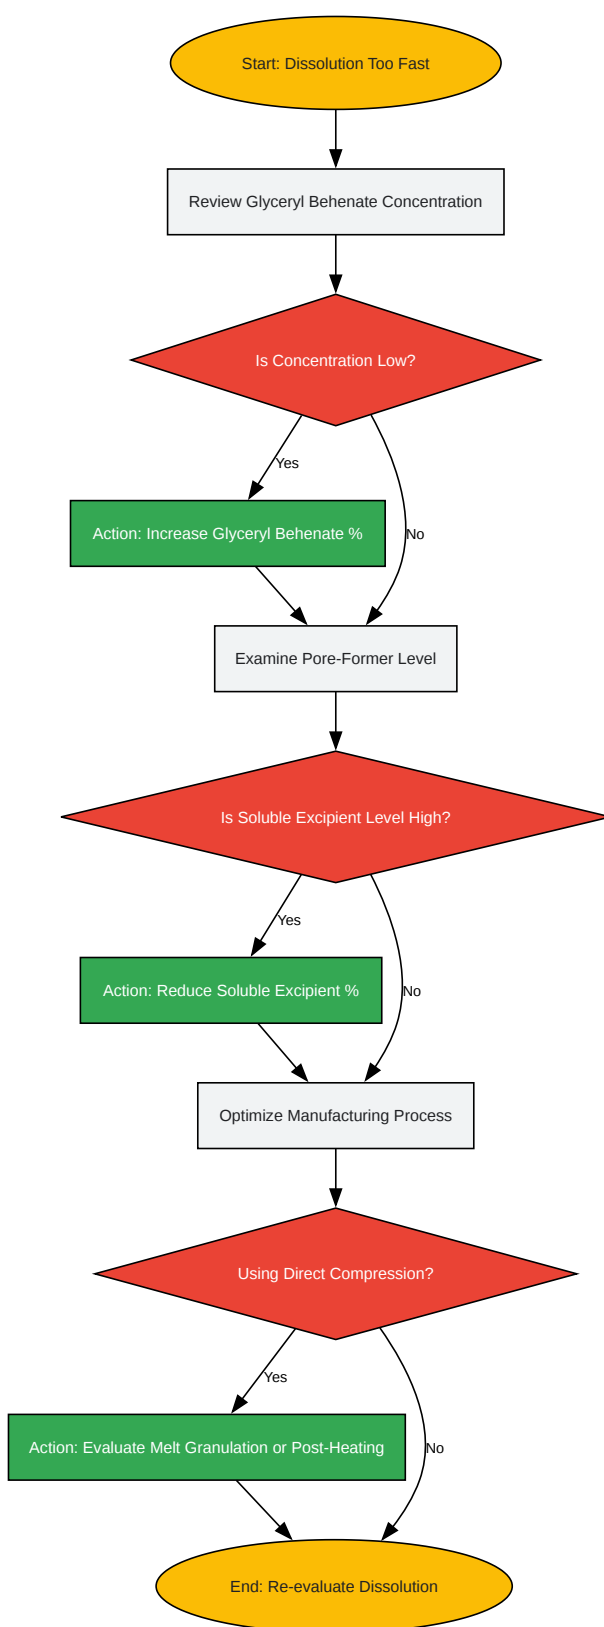 Start: Dissolution Too Fast
Review Glyceryl Behenate Concentration
Is Concentration Low?
Yes
Action: Increase Glyceryl Behenate %
No
Examine Pore-Former Level
Is Soluble Excipient Level High?
Yes
Action: Reduce Soluble Excipient %
No
Optimize Manufacturing Process
Using Direct Compression?
Yes
Action: Evaluate Melt Granulation or Post-Heating
No
End: Re-evaluate Dissolution